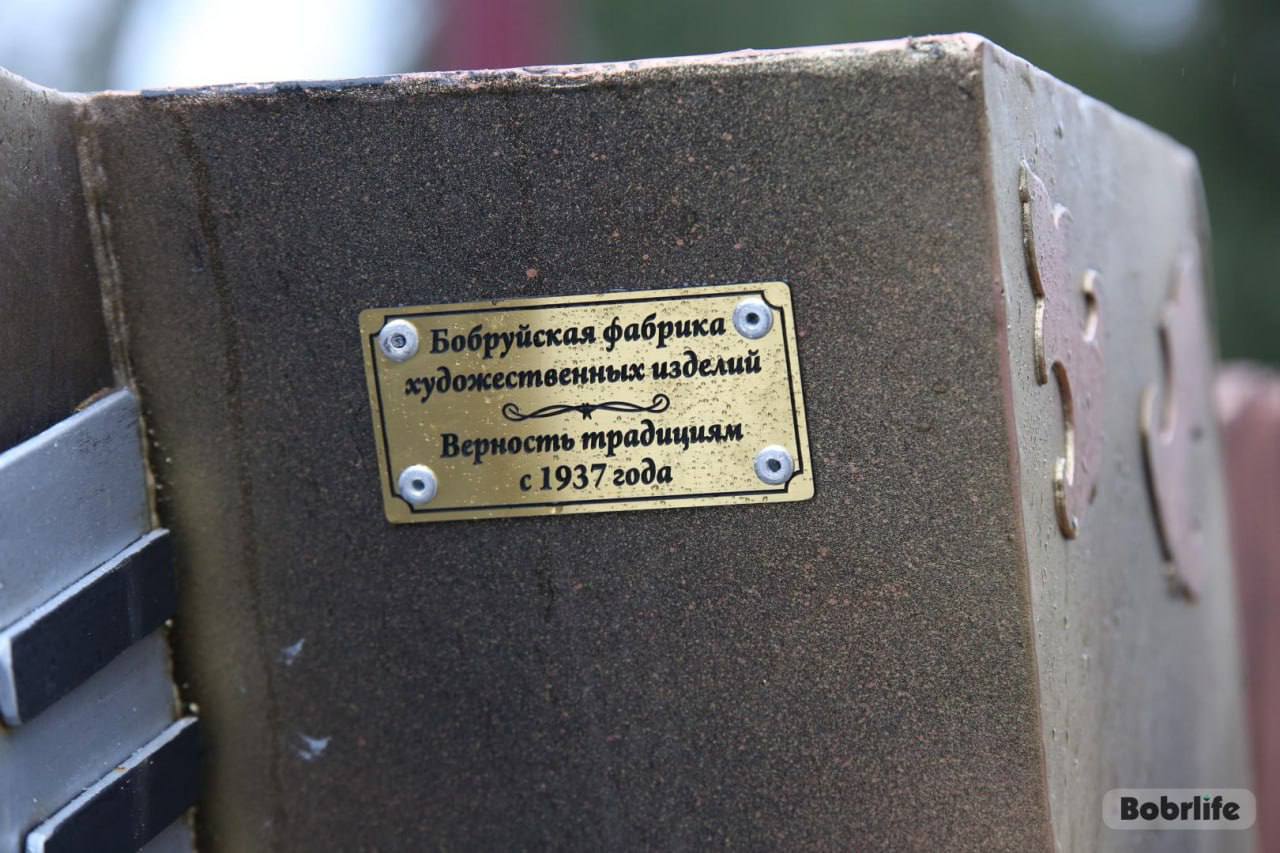 Бобруйская фабрика
художественных изделий
Верность традициям
с 1937 года
Bobrlife